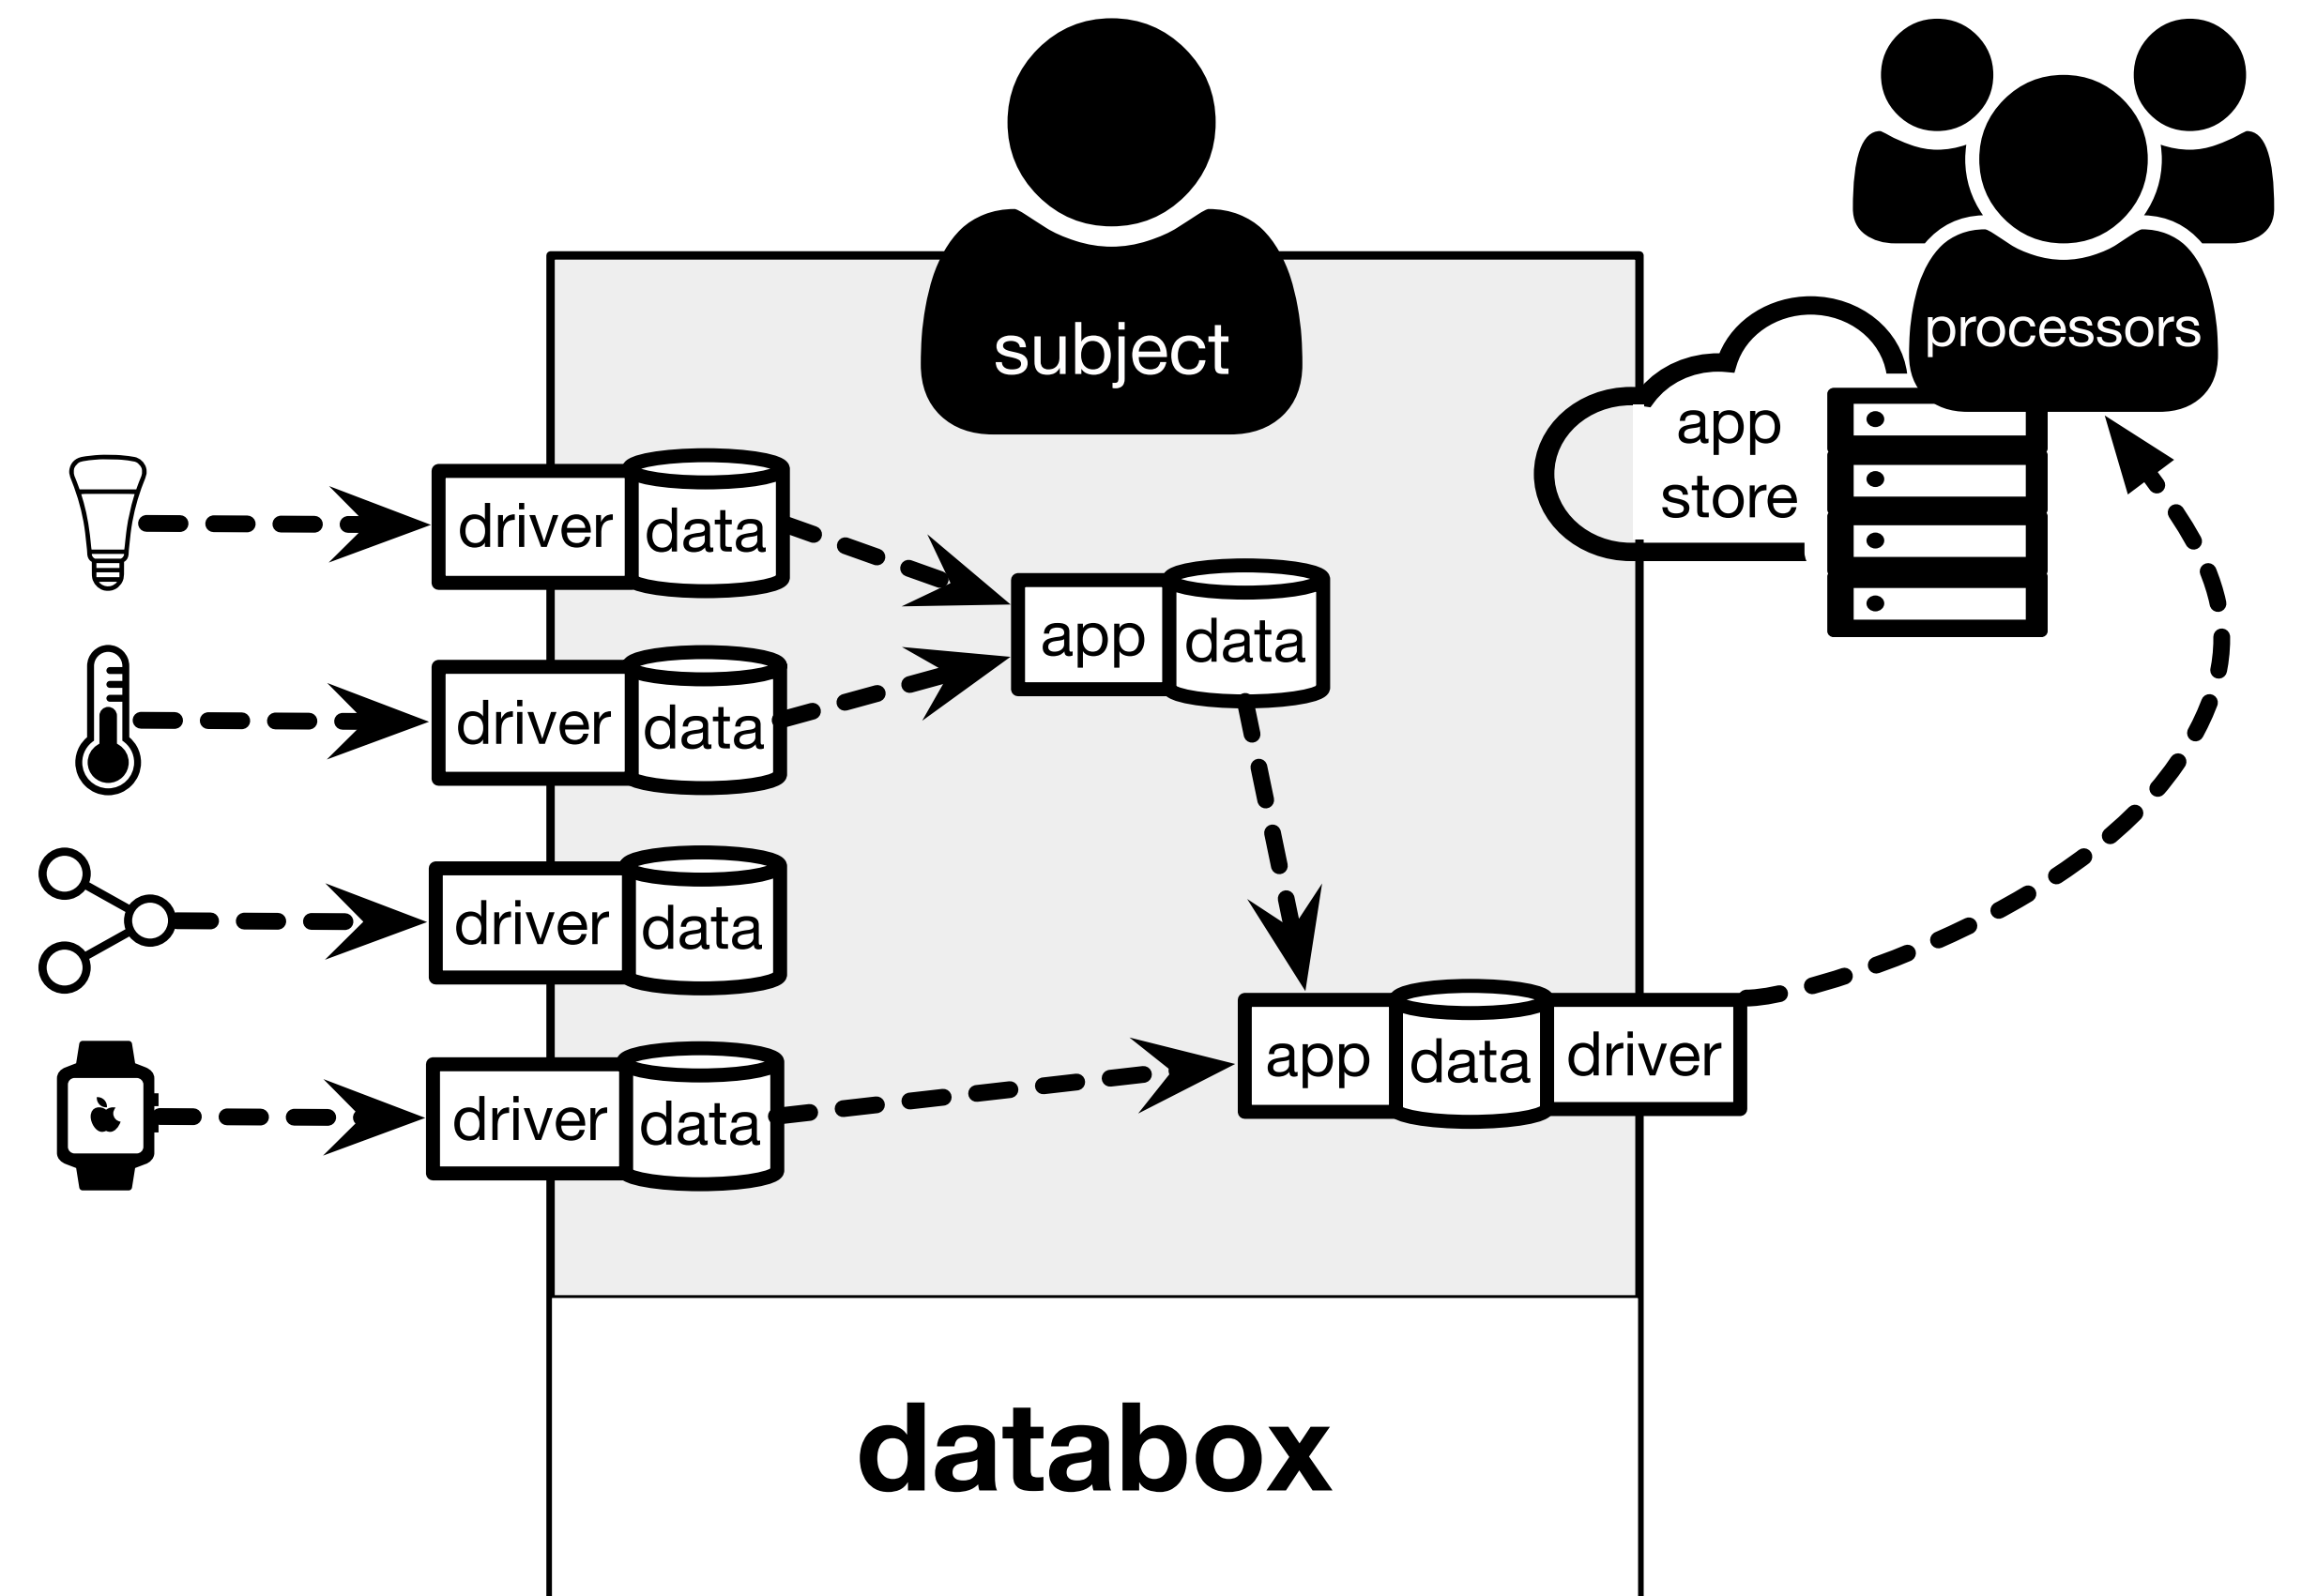 subject
processors
app
store
driver
data
driver
data
app
data
driver
data
driver
data
app
data
driver
databox